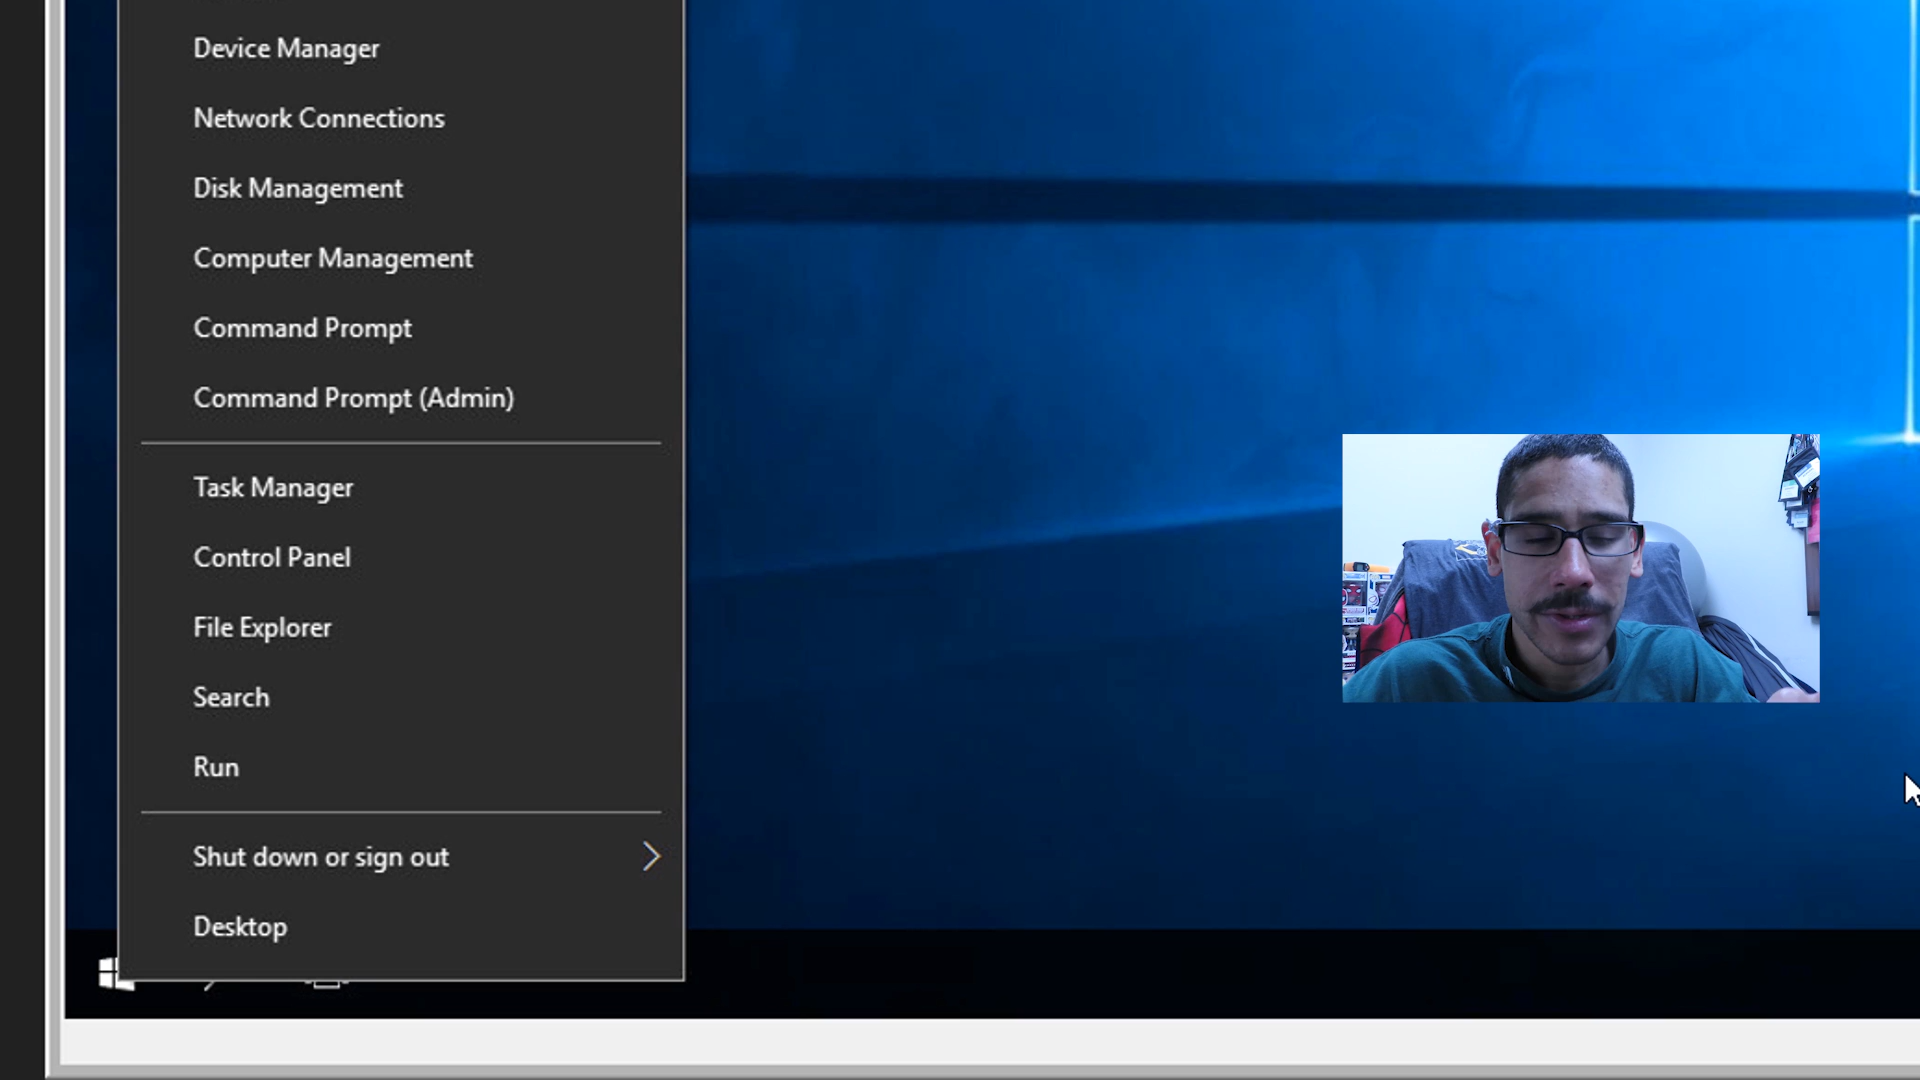 Device Manager
Network Connections
Disk Management
Computer Management
Command Prompt
Command Prompt (Admin)
Task Manager
Control Panel
File Explorer
Search
Run
Shut down or sign out
Desktop